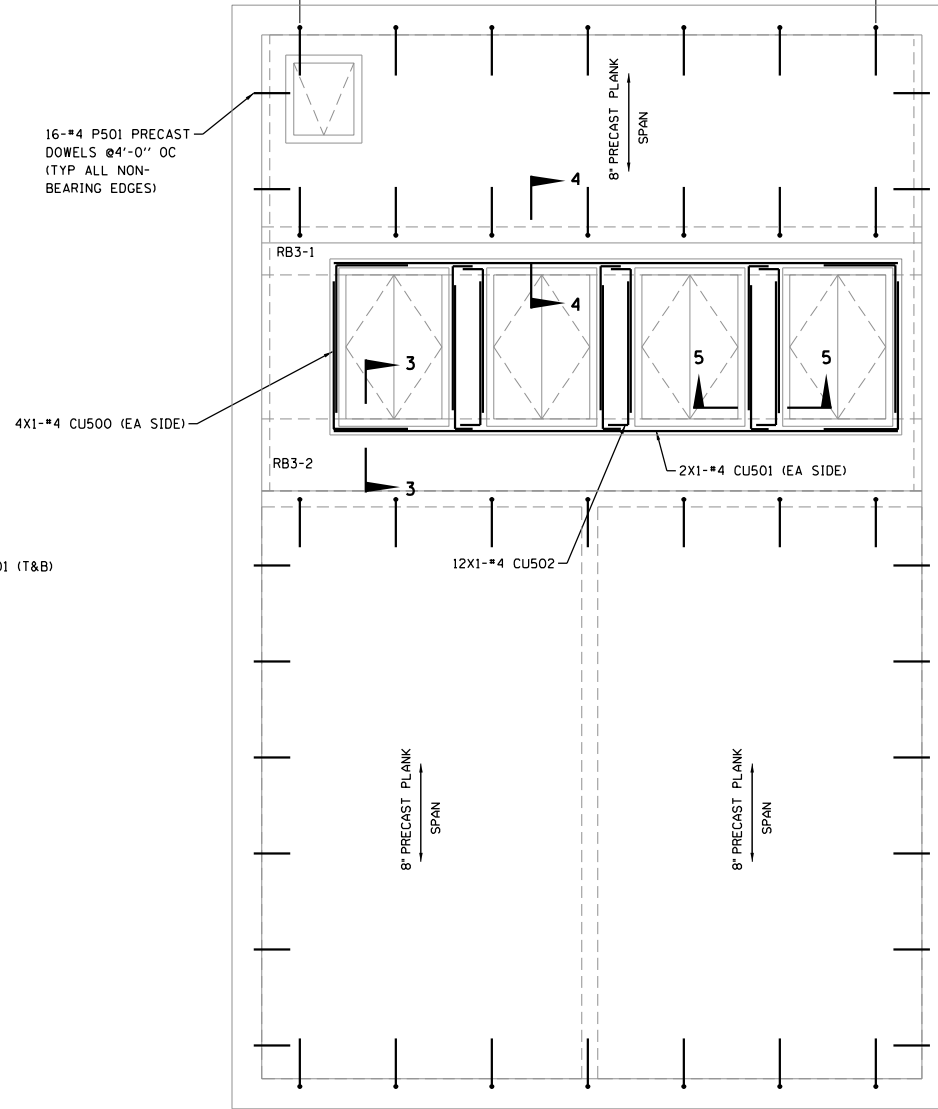 16-#4 P501 PRECAST
DOWELS @4'-0'' OC
(TYP ALL NON-
BEARING EDGES)
8" PRECAST PLANK
SPAN
4
RB3-1
4
3
5
5
4X1-#4 CU500 (EA SIDE)
RB3-2
3
2X1-#4 CU501 (EA SIDE)
12X1-#4 CU502
01 (T&B)
8" PRECAST PLANK
SPAN
8" PRECAST PLANK
SPAN